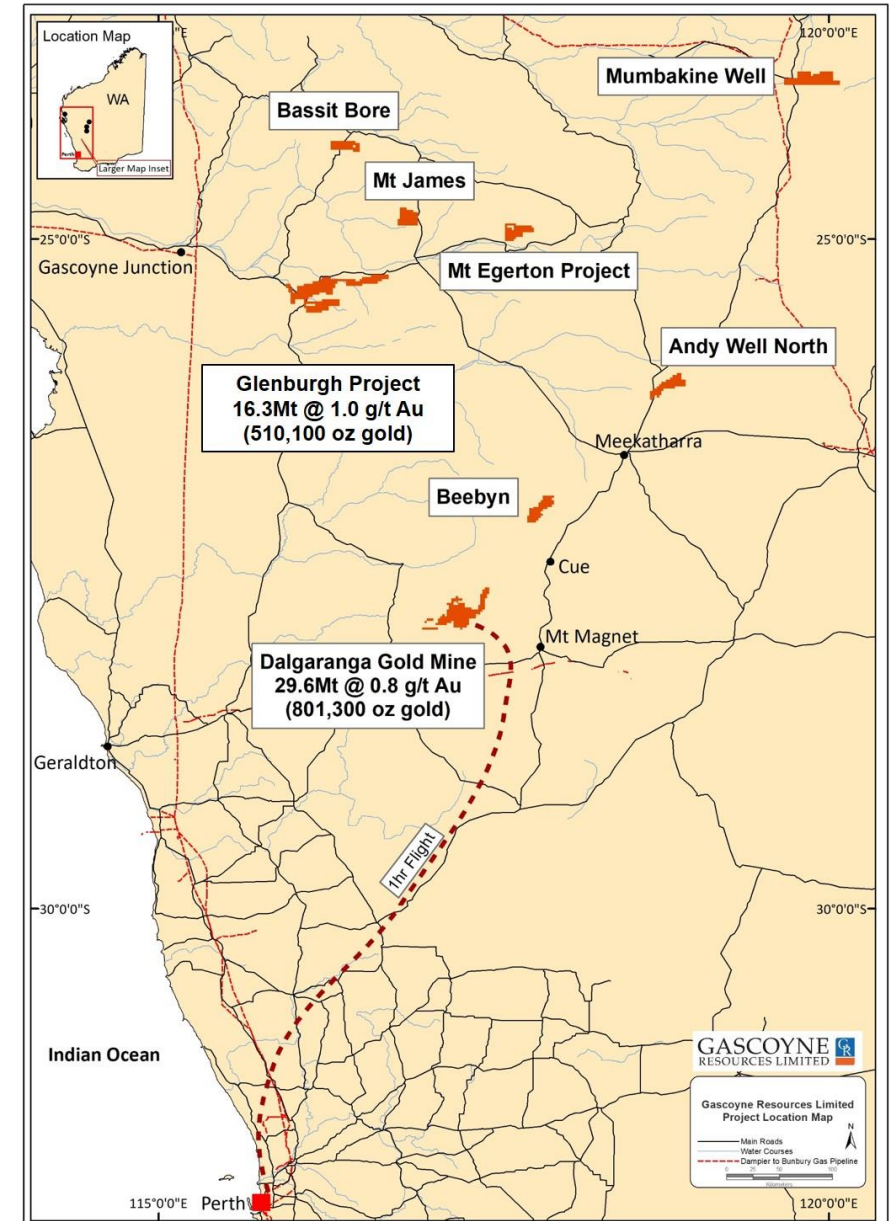 Location Map
WA
Perth
Larger Map Inset
"E
120°0'0"E
Mumbakine Well
Bassit Bore
Mt James
25°0'0"S
25°0'0"S
Gascoyne Junction
Mt Egerton Project
Andy Well North
Glenburgh Project
16.3Mt @ 1.0 g/t Au
(510,100 oz gold)
Meekatharra
Beebyn
Cue
Mt Magnet
Dalgaranga Gold Mine
29.6Mt @ 0.8 g/t Au
(801,300 oz gold)
Geraldton
1hr Flight
30°0'0"S
30°0'0"S
Indian Ocean
GASCOYNE
RESOURCES LIMITED
GR
Gascoyne Resources Limited
Project Location Map
N
Main Roads
Water Courses
Dampier to Bunbury Gas Pipeline
0 25 50 100
Kilometers
115°0'0"E
Perth
120°0'0"E